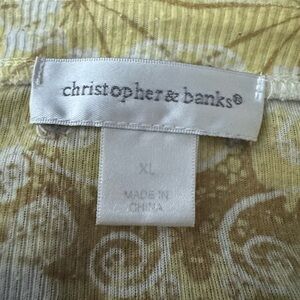 christopher & banks®
XL
MADE IN
CHINA